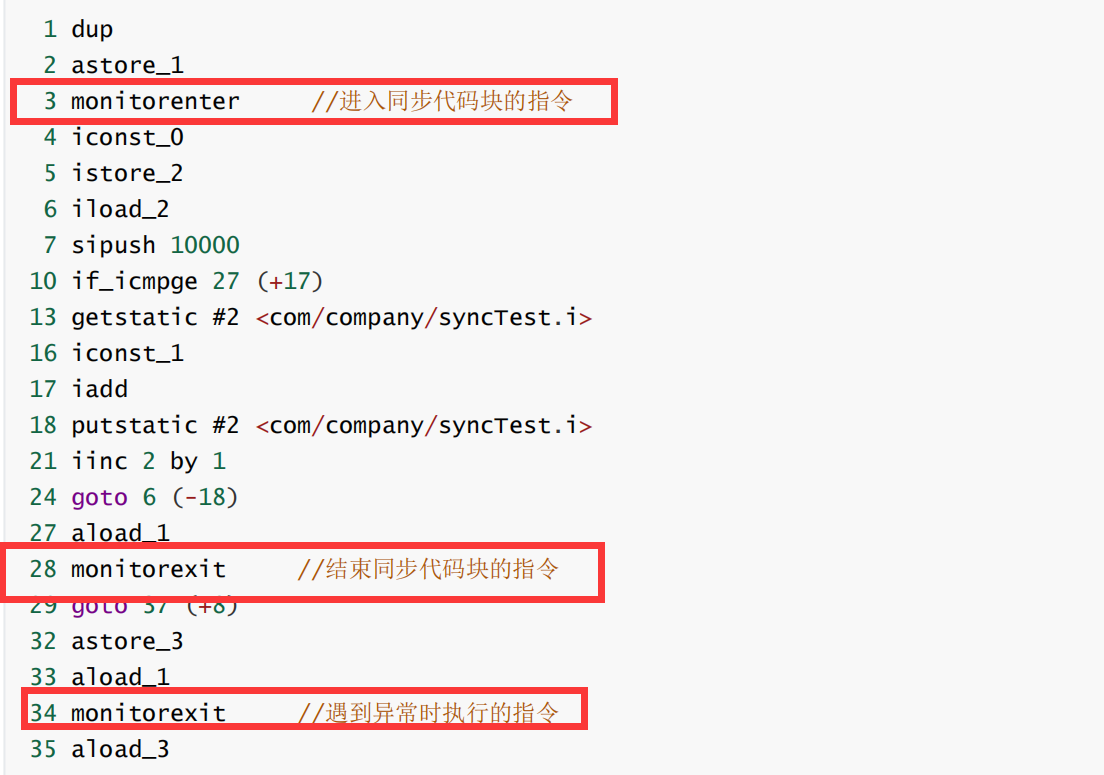 1 dup
2 astore_1
3 monitorenter //进入同步代码块的指令
4 iconst_0
5 istore_2
6 iload_2
7 sipush 10000
10 if_icmpge 27 (+17)
13 getstatic #2 <com/company/syncTest.i>
16 iconst_1
17 iadd
18 putstatic #2 <com/company/syncTest.i>
21 iinc 2 by 1
24 goto 6 (-18)
27 aload_1
28 monitorexit //结束同步代码块的指令
29 goto 37 (+8)
32 astore_3
33 aload_1
34 monitorexit //遇到异常时执行的指令
35 aload_3